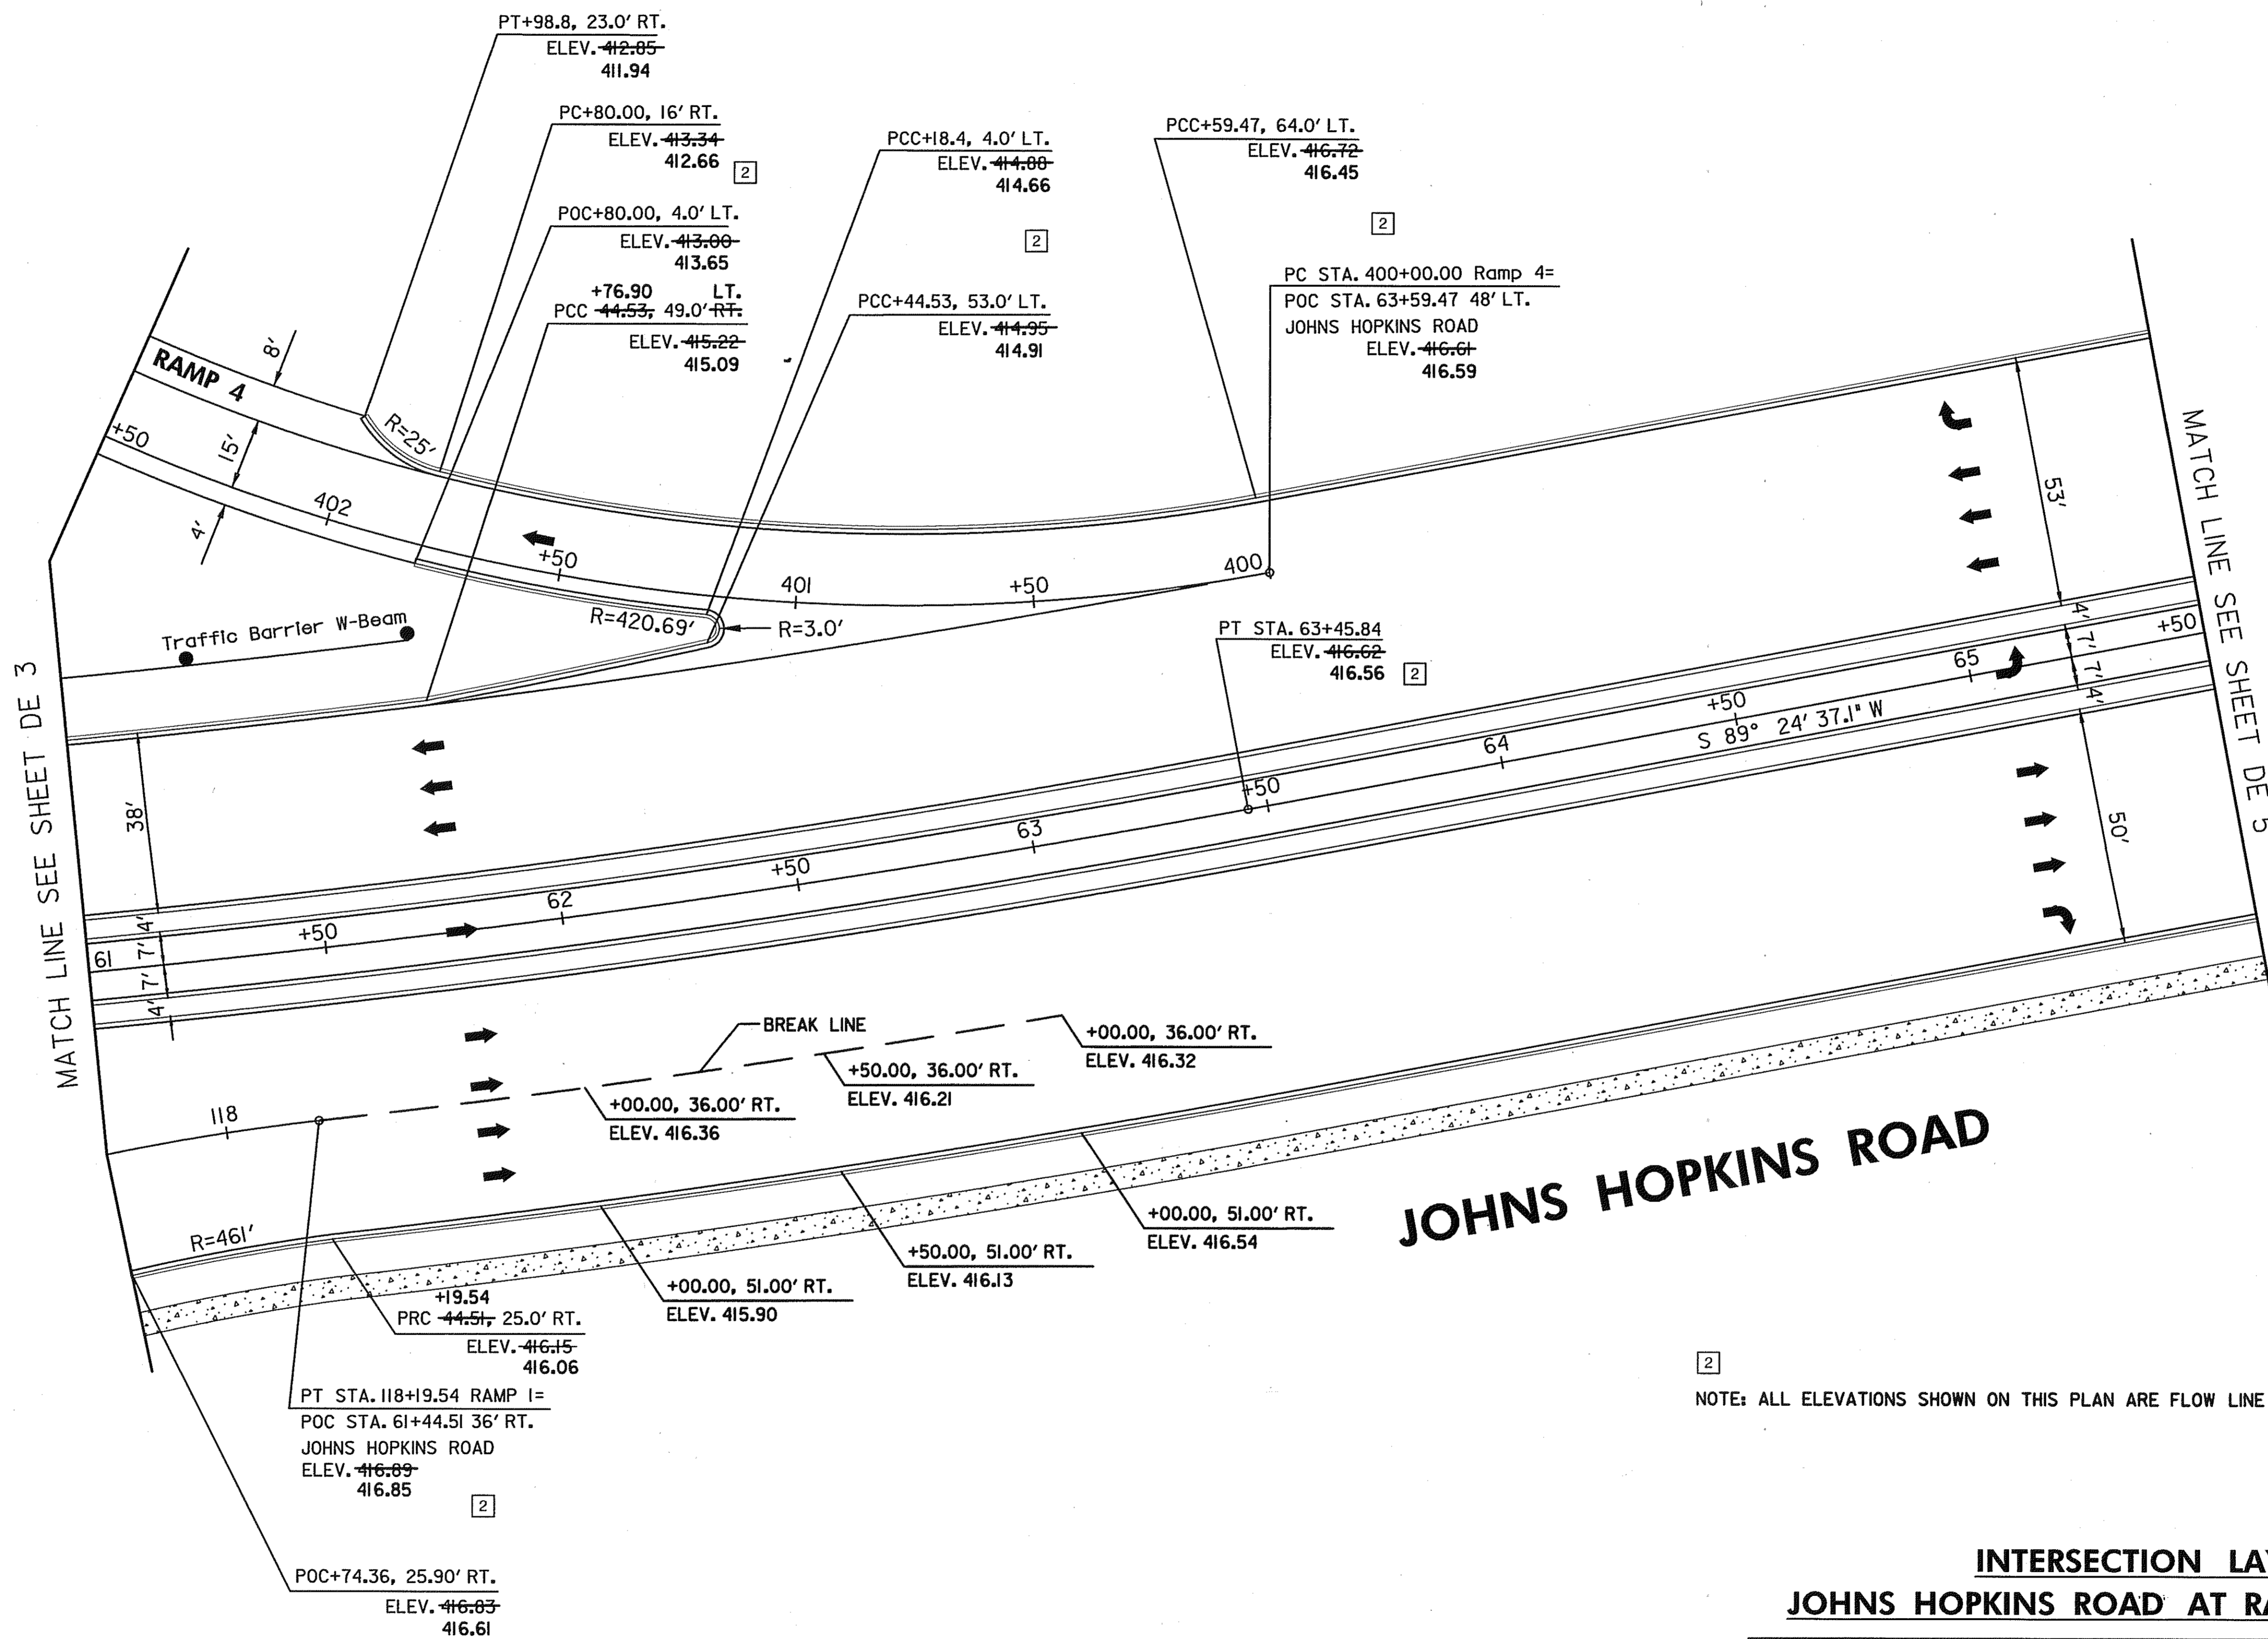 PT+98.8, 23.0' RT.
ELEV. 412.85
411.94
PC+80.00, 16' RT.
ELEV. 413.34
412.66
2
POC+80.00, 4.0' LT.
ELEV. 413.00
413.65
+76.90 LT.
PCC 44.53, 49.0' RT.
ELEV. 415.22
415.09
PCC+18.4, 4.0' LT.
ELEV. 414.88
414.66
2
PCC+44.53, 53.0' LT.
ELEV. 414.95
414.91
PCC+59.47, 64.0' LT.
ELEV. 416.72
416.45
2
PC STA. 400+00.00 Ramp 4=
POC STA. 63+59.47 48' LT.
JOHNS HOPKINS ROAD
ELEV. 416.61
416.59
RAMP 4
8'
R=25'
+50
15'
402
4'
+50
401
+50
400
R=420.69'
R=3.0'
Traffic Barrier W-Beam
PT STA. 63+45.84
ELEV. 416.62
416.56
2
53'
4'
7'
7'
4'
+50
65
+50
S 89° 24' 37.1" W
64
+50
63
+50
62
+50
61
50'
38'
4'
7'
7'
4'
MATCH LINE SEE SHEET DE 3
MATCH LINE SEE SHEET DE 5
BREAK LINE
+00.00, 36.00' RT.
ELEV. 416.32
+50.00, 36.00' RT.
ELEV. 416.21
+00.00, 36.00' RT.
ELEV. 416.36
118
R=461'
JOHNS HOPKINS ROAD
+00.00, 51.00' RT.
ELEV. 416.54
+50.00, 51.00' RT.
ELEV. 416.13
+00.00, 51.00' RT.
ELEV. 415.90
+19.54
PRC 44.51, 25.0' RT.
ELEV. 416.15
416.06
PT STA. 118+19.54 RAMP 1=
POC STA. 61+44.51 36' RT.
JOHNS HOPKINS ROAD
ELEV. 416.89
416.85
2
POC+74.36, 25.90' RT.
ELEV. 416.83
416.61
2
NOTE: ALL ELEVATIONS SHOWN ON THIS PLAN ARE FLOW LINE
INTERSECTION LA
JOHNS HOPKINS ROAD AT RA